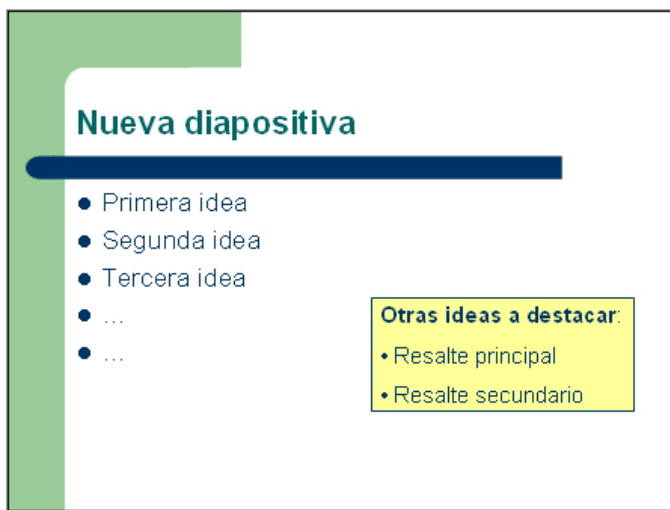 Nueva diapositiva
● Primera idea
● Segunda idea
● Tercera idea
● ...
● ...
Otras ideas a destacar:
• Resalte principal
• Resalte secundario